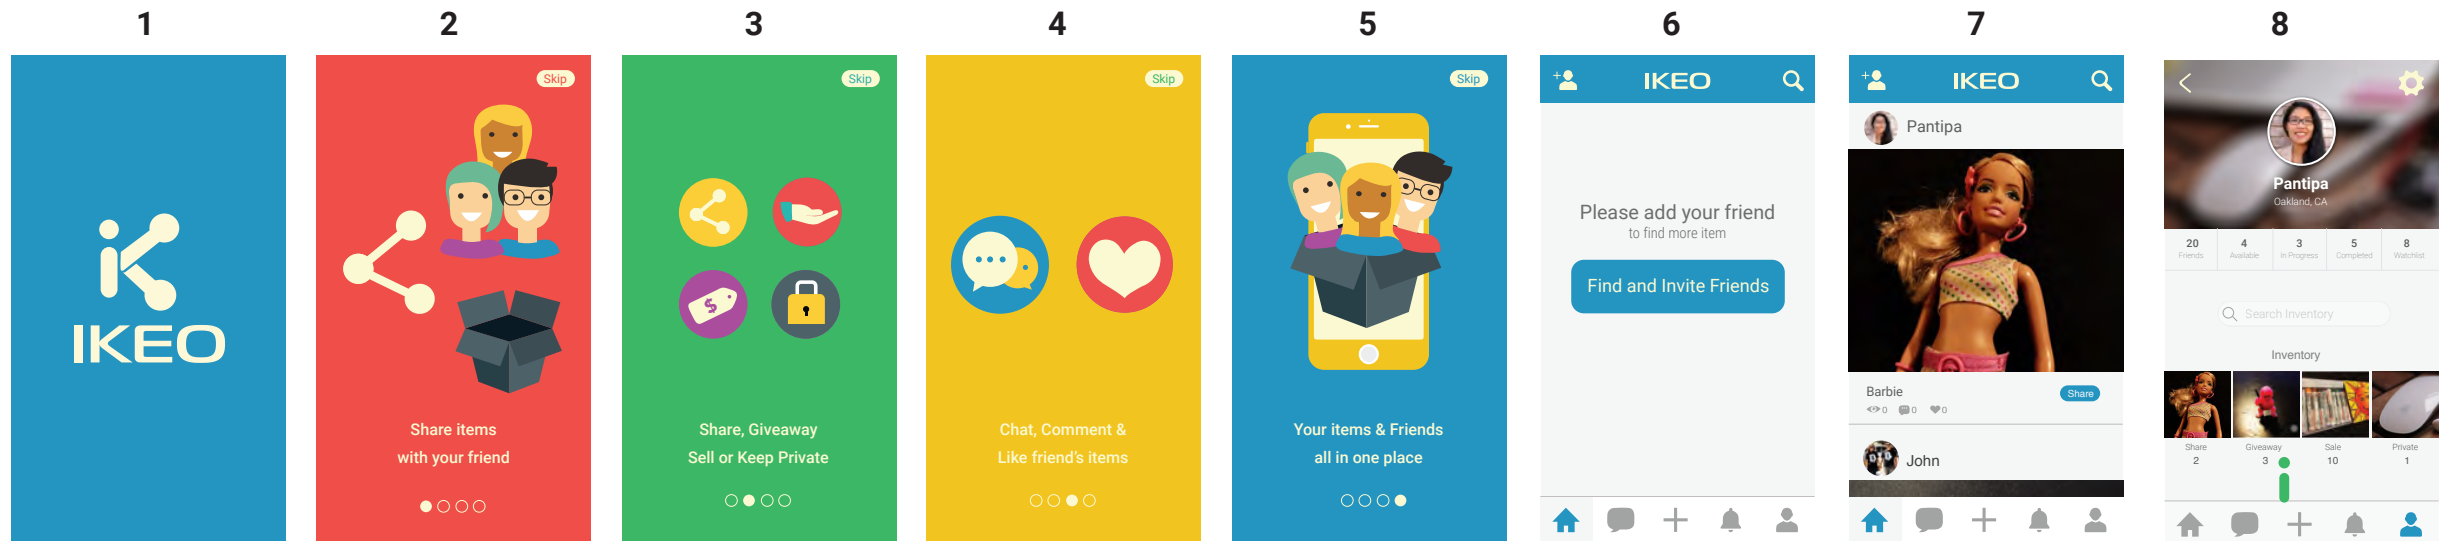 1
2
3
4
5
6
7
8
IKEO
Skip
Share items
with your friend
Skip
Share, Giveaway
Sell or Keep Private
$
Skip
Chat, Comment &
Like friend's items
Skip
Your items & Friends
all in one place
+
IKEO
Please add your friend
to find more item
Find and Invite Friends
+
IKEO
Pantipa
Barbie
Share
0 0 0
John
Pantipa
Oakland, CA
20 4 3 5 8
Friends Available In Progress Completed Watchlist
Search Inventory
Inventory
Share Giveaway Sale Private
2 3 10 1